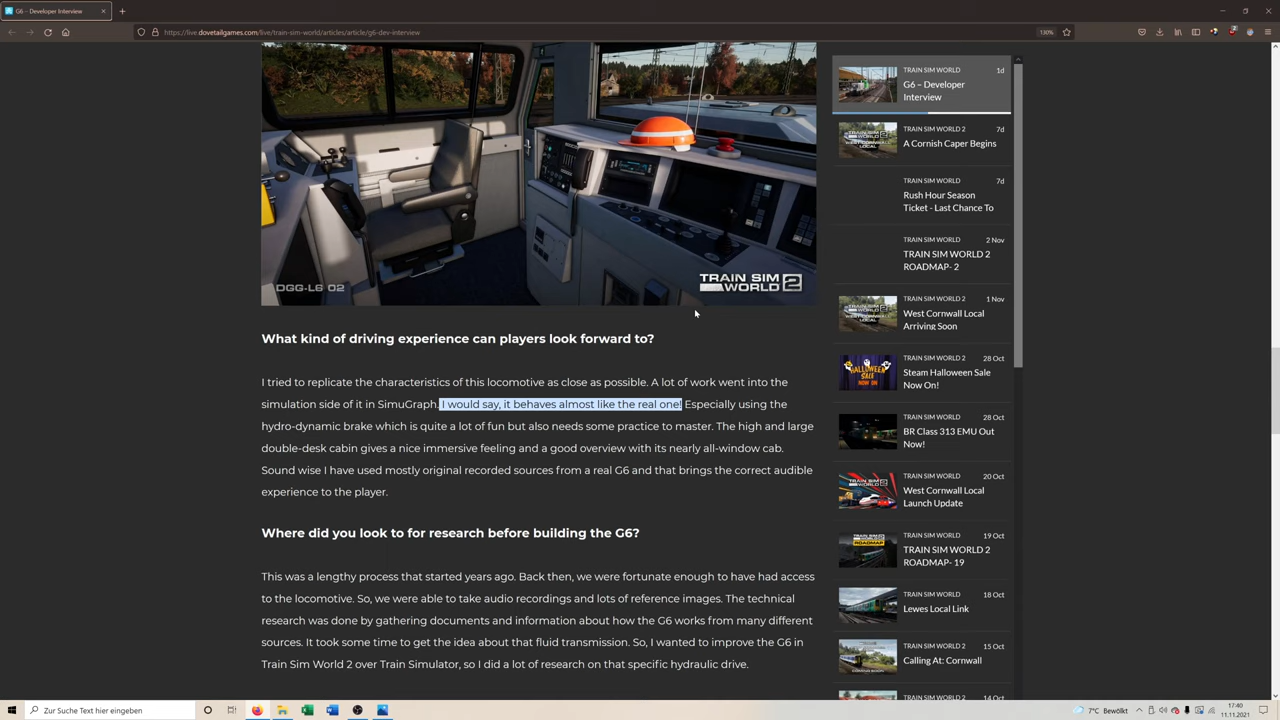 G6 – Developer Interview
https://live.dovetailgames.com/live/train-sim-world/articles/article/g6-dev-interview
130%
DGG-L6 02
TRAIN SIM
WORLD 2
What kind of driving experience can players look forward to?
I tried to replicate the characteristics of this locomotive as close as possible. A lot of work went into the
simulation side of it in SimuGraph. I would say, it behaves almost like the real one! Especially using the
hydro-dynamic brake which is quite a lot of fun but also needs some practice to master. The high and large
double-desk cabin gives a nice immersive feeling and a good overview with its nearly all-window cab.
Sound wise I have used mostly original recorded sources from a real G6 and that brings the correct audible
experience to the player.
Where did you look to for research before building the G6?
This was a lengthy process that started years ago. Back then, we were fortunate enough to have had access
to the locomotive. So, we were able to take audio recordings and lots of reference images. The technical
research was done by gathering documents and information about how the G6 works from many different
sources. It took some time to get the idea about that fluid transmission. So, I wanted to improve the G6 in
Train Sim World 2 over Train Simulator, so I did a lot of research on that specific hydraulic drive.
TRAIN SIM WORLD 1d
G6 – Developer
Interview
TRAIN SIM WORLD 2 7d
A Cornish Caper Begins
TRAIN SIM WORLD 7d
Rush Hour Season
Ticket - Last Chance To
TRAIN SIM WORLD 2 Nov
TRAIN SIM WORLD 2
ROADMAP- 2
TRAIN SIM WORLD 2 1 Nov
West Cornwall Local
Arriving Soon
TRAIN SIM WORLD 2 28 Oct
Steam Halloween Sale
Now On!
TRAIN SIM WORLD 28 Oct
BR Class 313 EMU Out
Now!
TRAIN SIM WORLD 2 20 Oct
West Cornwall Local
Launch Update
TRAIN SIM WORLD 19 Oct
TRAIN SIM WORLD 2
ROADMAP- 19
TRAIN SIM WORLD 18 Oct
Lewes Local Link
TRAIN SIM WORLD 2 15 Oct
Calling At: Cornwall
TRAIN SIM WORLD 2 14 Oct
Zur Suche Text hier eingeben
7°C Bewölkt
17:40
11.11.2021